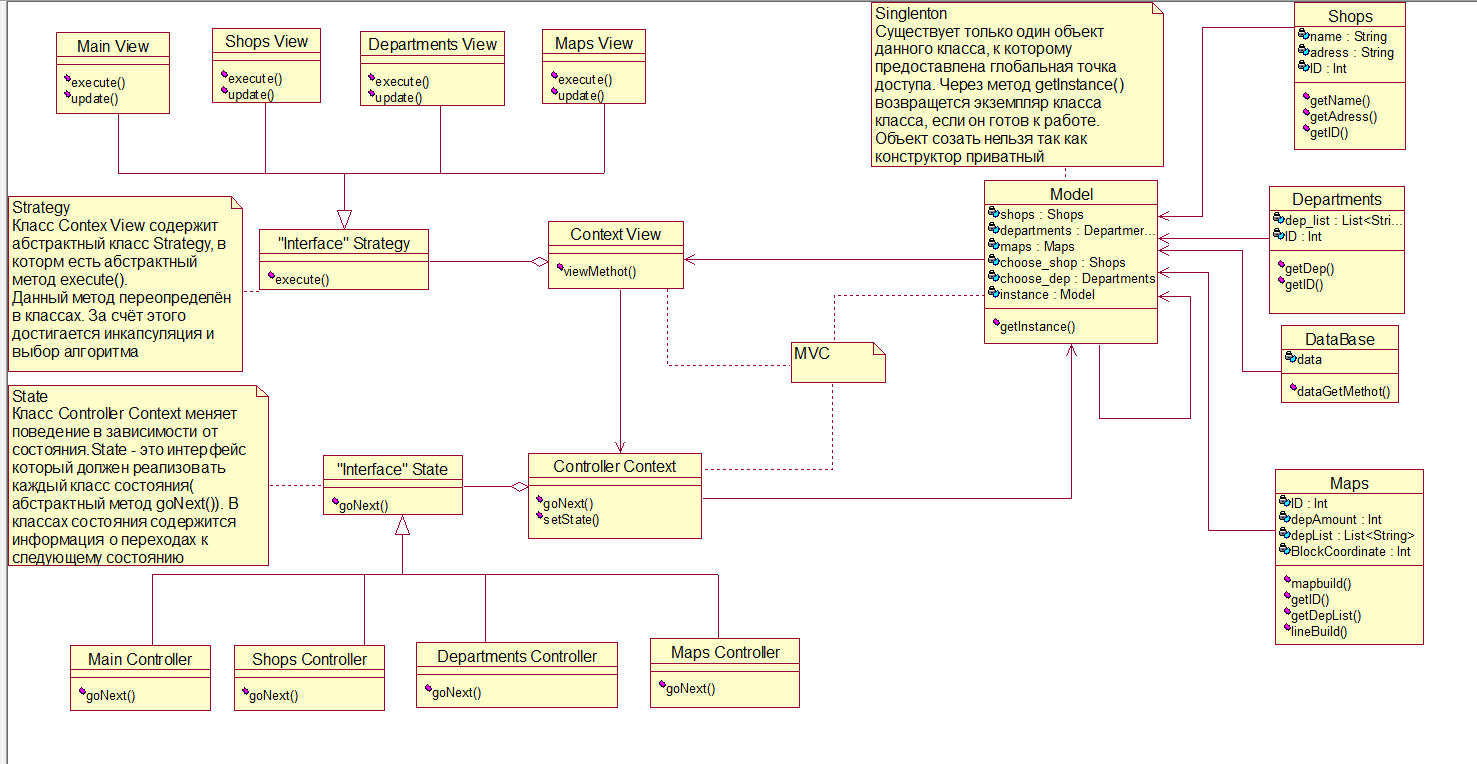 Main View
execute()
update()
Shops View
execute()
update()
Departments View
execute()
update()
Maps View
execute()
update()
Singlenton
Существует только один объект
данного класса, к которому
предоставлена глобальная точка
доступа. Через метод getInstance()
возвращется экземпляр класса
класса, если он готов к работе.
Объект созать нельзя так как
конструктор приватный
Shops
name : String
adress : String
ID : Int
getName()
getAdress()
getID()
Strategy
Класс Contex View содержит
абстрактный класс Strategy, в
котором есть абстрактный
метод execute().
Данный метод переопределён
в классах. За счёт этого
достигается инкапсуляция и
выбор алгоритма
"Interface" Strategy
execute()
Context View
viewMethot()
Model
shops : Shops
departments : Departmer...
maps : Maps
choose_shop : Shops
choose_dep : Departments
instance : Model
getInstance()
Departments
dep_list : List<Stri...
ID : Int
getDep()
getID()
DataBase
data
dataGetMethot()
MVC
State
Класс Controller Context меняет
поведение в зависимости от
состояния.State - это интерфейс
который должен реализовать
каждый класс состояния(
абстрактный метод goNext()). В
классах состояния содержится
информация о переходах к
следующему состоянию
"Interface" State
goNext()
Controller Context
goNext()
setState()
Maps
ID : Int
depAmount : Int
depList : List<String>
BlockCoordinate : Int
mapbuild()
getID()
getDepList()
lineBuild()
Main Controller
goNext()
Shops Controller
goNext()
Departments Controller
goNext()
Maps Controller
goNext()